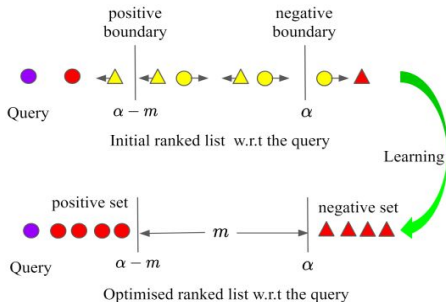 positive boundary
negative boundary
Query
α − m
α
Initial ranked list w.r.t the query
Learning
positive set
negative set
m
Query
α − m
α
Optimised ranked list w.r.t the query